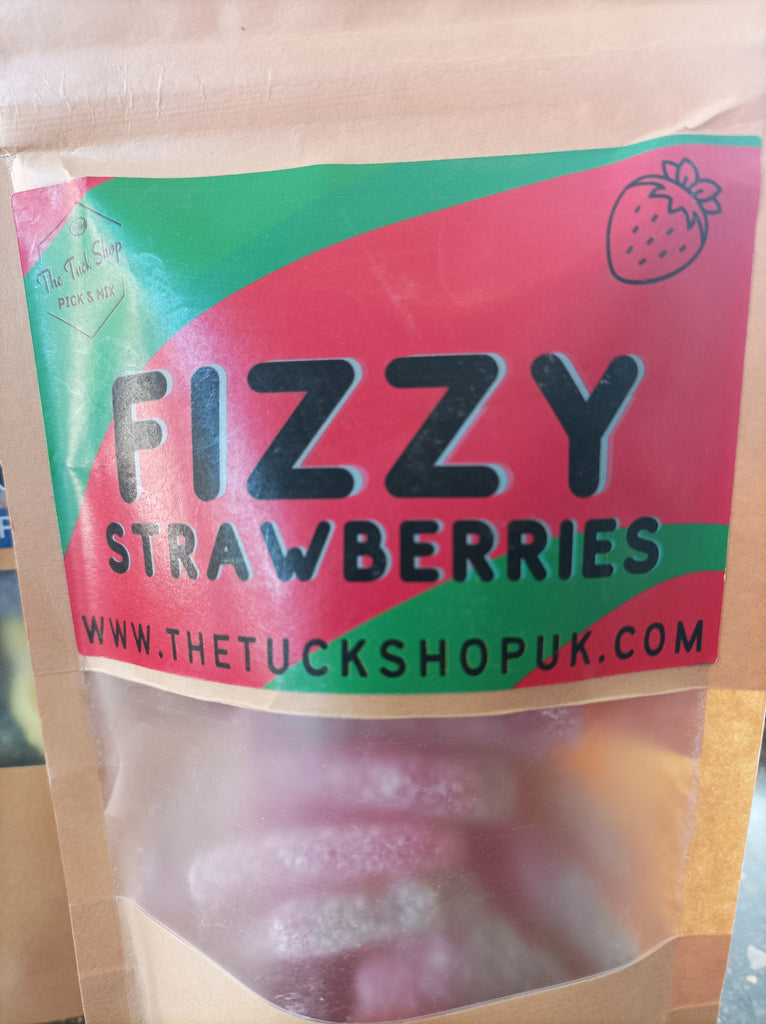 The Tuck Shop
PICK & MIX
FIZZY
STRAWBERRIES
WWW.THETUCKSHOPUK.COM